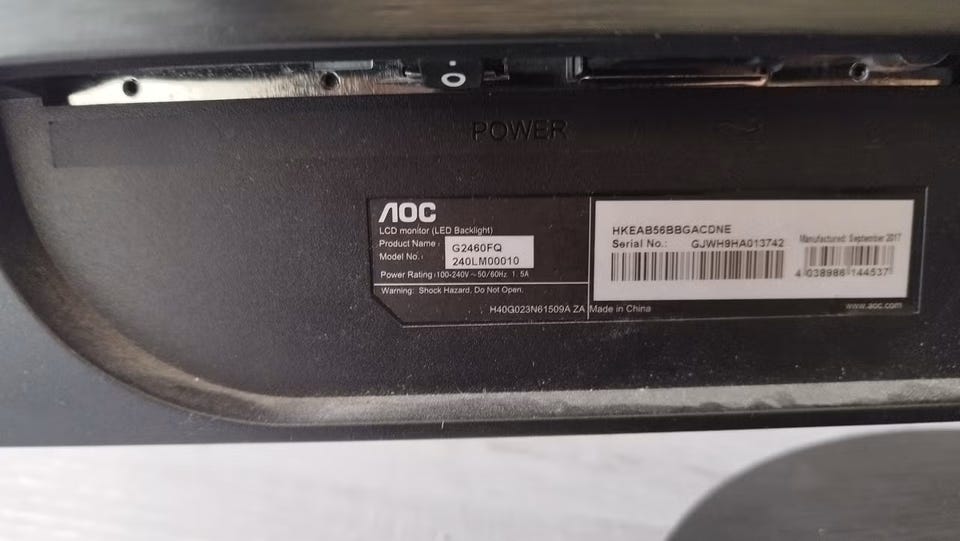 POWER
AOC
LCD monitor (LED Backlight)
Product Name : G2460FQ
Model No. : 240LM00010
Power Rating :100-240V ~ 50/60Hz 1. 5A
Warning: Shock Hazard, Do Not Open.
H40G023N61509A ZA Made in China
HKEAB56BBGACDNE
Serial No.: GJWH9HA013742
Manufactured: September 2017
4 038986 144537
www.aoc.com